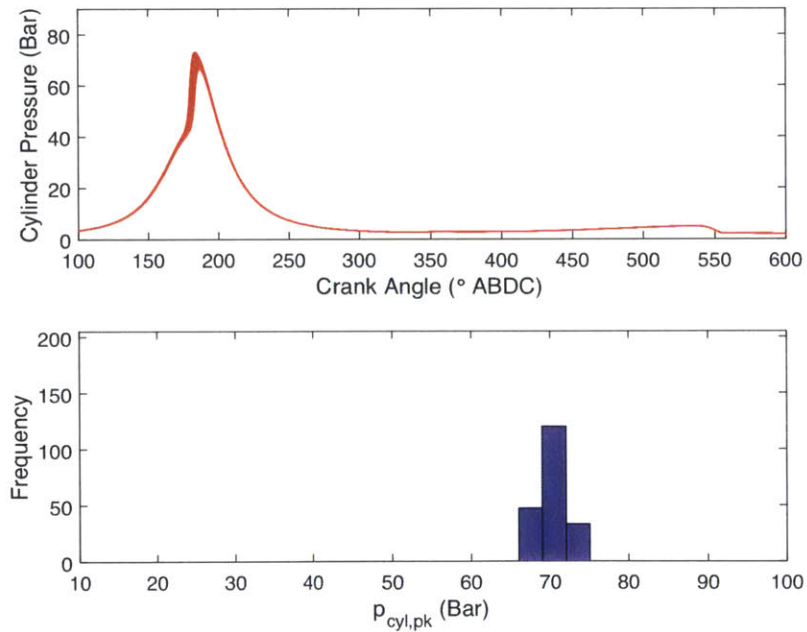 Cylinder Pressure (Bar)
80
60
40
20
0
100 150 200 250 300 350 400 450 500 550 600
Crank Angle (° ABDC)
Frequency
200
150
100
50
0
10 20 30 40 50 60 70 80 90 100
p_cyl,pk (Bar)